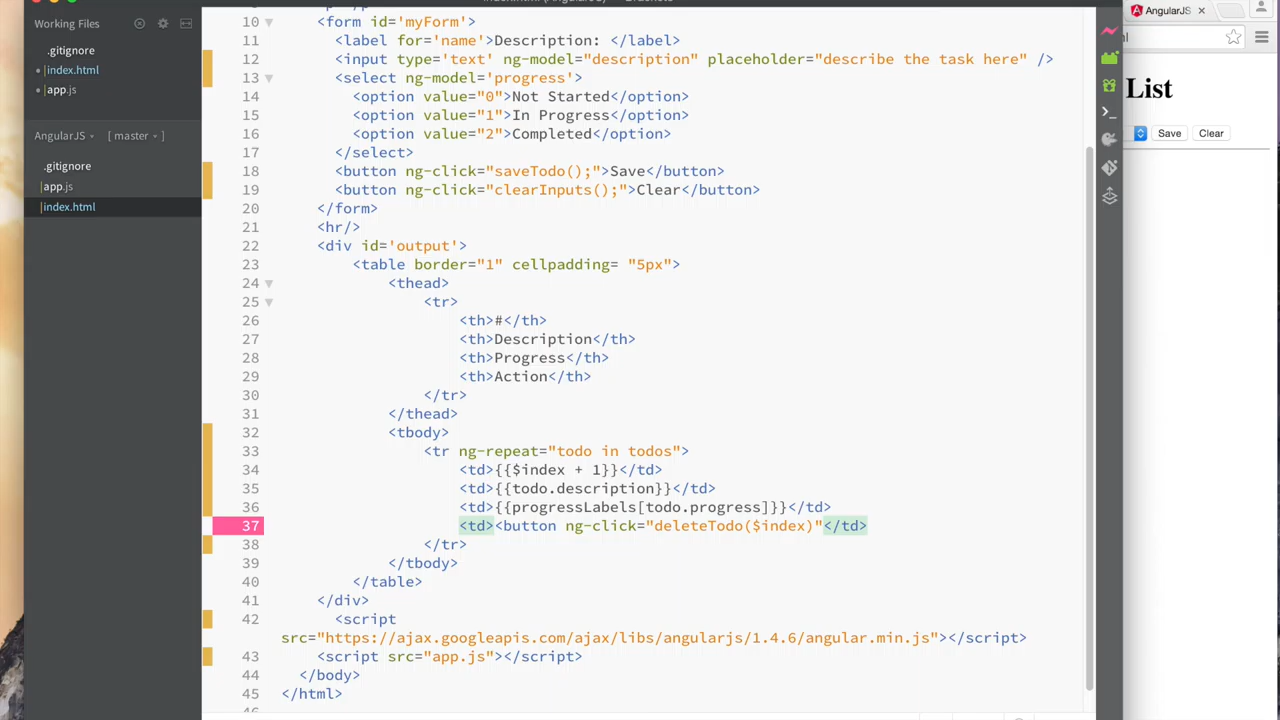 Working Files
.gitignore
index.html
app.js
AngularJS [ master ]
.gitignore
app.js
index.html
10 <form id='myForm'>
11 <label for='name'>Description: </label>
12 <input type='text' ng-model="description" placeholder="describe the task here" />
13 <select ng-model='progress'>
14 <option value="0">Not Started</option>
15 <option value="1">In Progress</option>
16 <option value="2">Completed</option>
17 </select>
18 <button ng-click="saveTodo();">Save</button>
19 <button ng-click="clearInputs();">Clear</button>
20 </form>
21 <hr/>
22 <div id='output'>
23 <table border="1" cellpadding= "5px">
24 <thead>
25 <tr>
26 <th>#</th>
27 <th>Description</th>
28 <th>Progress</th>
29 <th>Action</th>
30 </tr>
31 </thead>
32 <tbody>
33 <tr ng-repeat="todo in todos">
34 <td>{{$index + 1}}</td>
35 <td>{{todo.description}}</td>
36 <td>{{progressLabels[todo.progress]}}</td>
37 <td><button ng-click="deleteTodo($index)"</td>
38 </tr>
39 </tbody>
40 </table>
41 </div>
42 <script
src="https://ajax.googleapis.com/ajax/libs/angularjs/1.4.6/angular.min.js"></script>
43 <script src="app.js"></script>
44 </body>
45 </html>
AngularJS
List
Save Clear